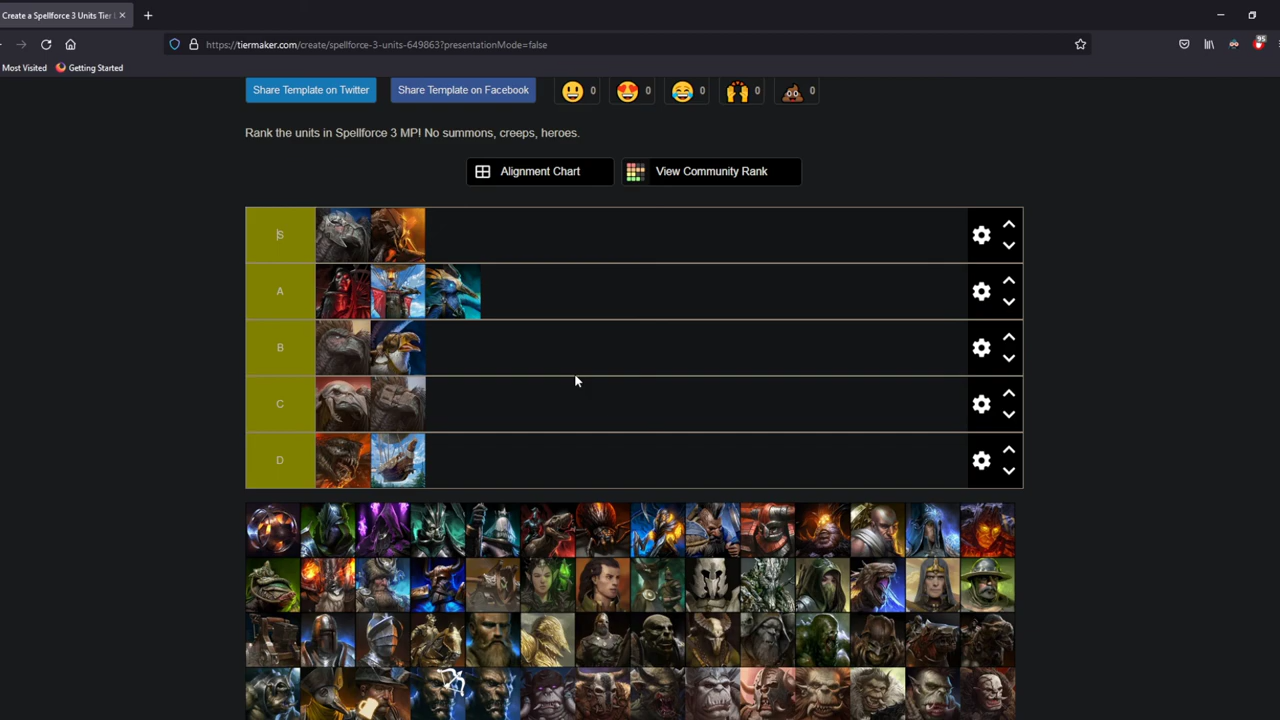 Create a Spellforce 3 Units Tier
https://tiermaker.com/create/spellforce-3-units-649863?presentationMode=false
95
Most Visited
Getting Started
Share Template on Twitter
Share Template on Facebook
0
0
0
0
0
Rank the units in Spellforce 3 MP! No summons, creeps, heroes.
Alignment Chart
View Community Rank
S
A
B
C
D